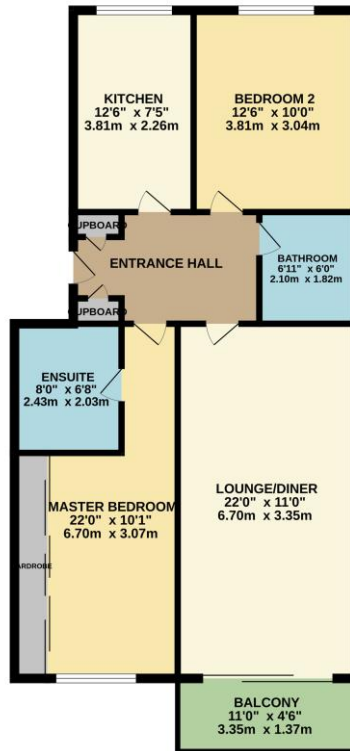 KITCHEN
12'6" x 7'5"
3.81m x 2.26m
BEDROOM 2
12'6" x 10'0"
3.81m x 3.04m
CUPBOARD
ENTRANCE HALL
BATHROOM
6'11" x 6'0"
2.10m x 1.82m
CUPBOARD
ENSUITE
8'0" x 6'8"
2.43m x 2.03m
MASTER BEDROOM
22'0" x 10'1"
6.70m x 3.07m
LOUNGE/DINER
22'0" x 11'0"
6.70m x 3.35m
WARDROBE
BALCONY
11'0" x 4'6"
3.35m x 1.37m